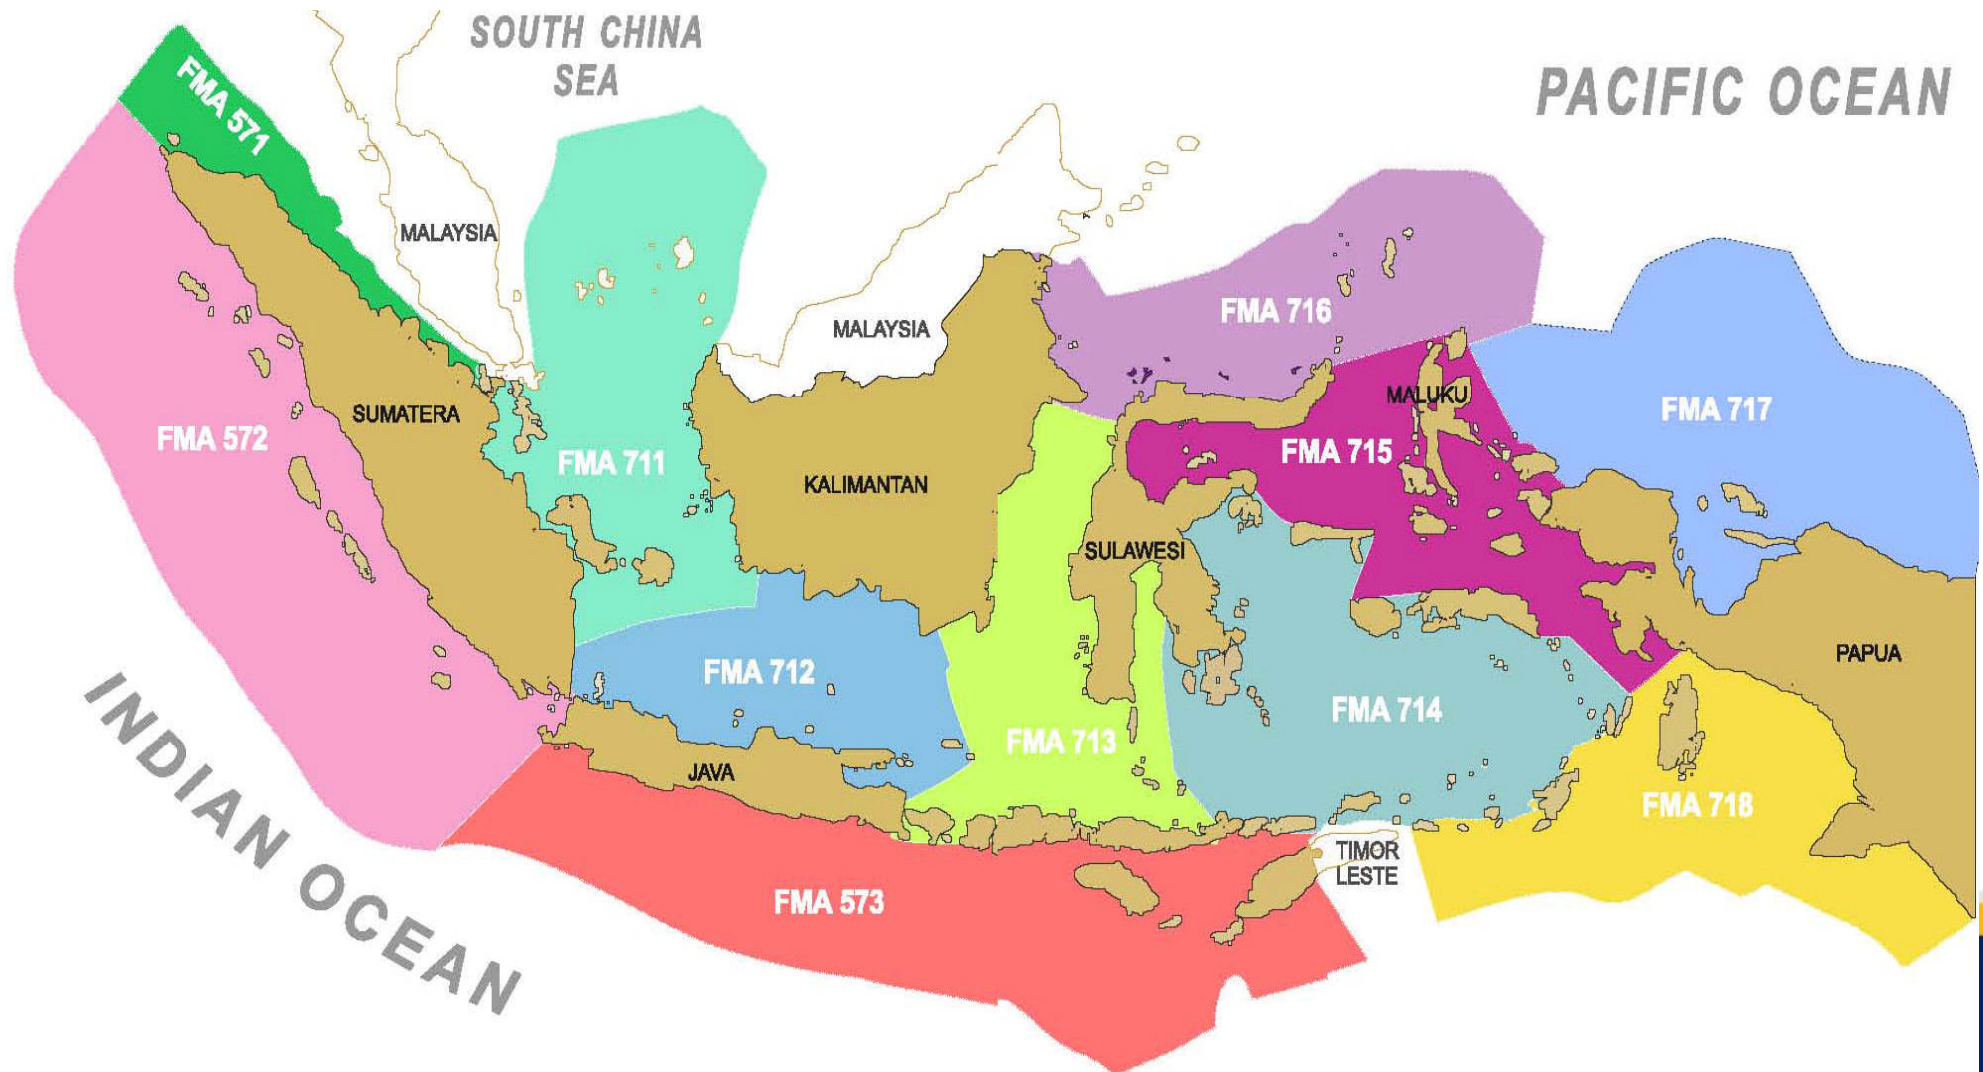 SOUTH CHINA
SEA
PACIFIC OCEAN
FMA 571
MALAYSIA
FMA 716
MALAYSIA
SUMATERA
MALUKU
FMA 717
FMA 572
FMA 711
FMA 715
KALIMANTAN
SULAWESI
PAPUA
FMA 712
FMA 714
FMA 713
JAVA
FMA 718
TIMOR
LESTE
FMA 573
INDIAN OCEAN